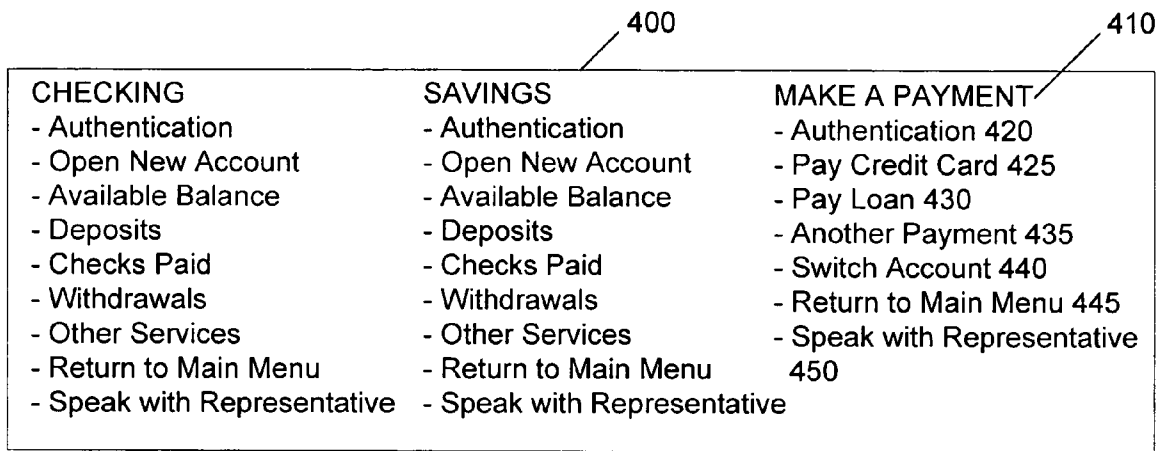 400
410
CHECKING
- Authentication
- Open New Account
- Available Balance
- Deposits
- Checks Paid
- Withdrawals
- Other Services
- Return to Main Menu
- Speak with Representative
SAVINGS
- Authentication
- Open New Account
- Available Balance
- Deposits
- Checks Paid
- Withdrawals
- Other Services
- Return to Main Menu
- Speak with Representative
MAKE A PAYMENT
- Authentication 420
- Pay Credit Card 425
- Pay Loan 430
- Another Payment 435
- Switch Account 440
- Return to Main Menu 445
- Speak with Representative
450